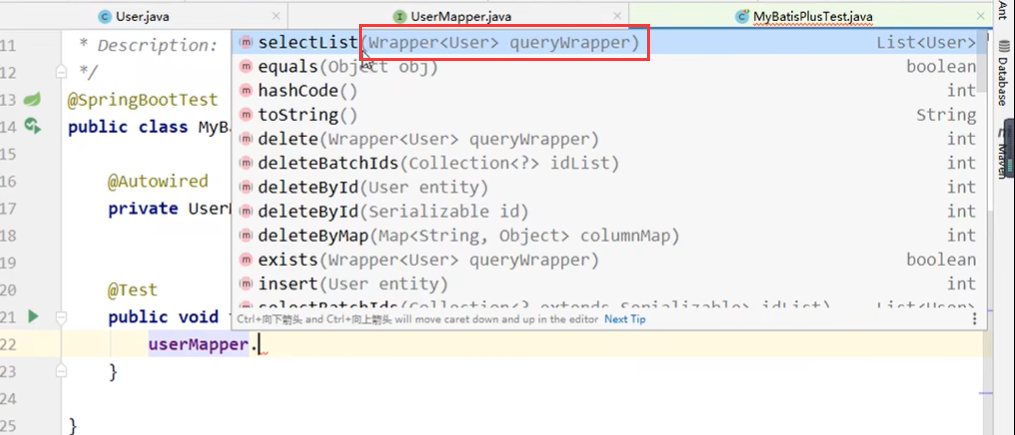 User.java
UserMapper.java
MyBatisPlusTest.java
Ant
Database
Maven
11 * Description:
12 */
13 @SpringBootTest
14 public class MyBa
15
16 @Autowired
17 private UserM
18
19
20 @Test
21 public void
22 userMapper.
23 }
24
25 }
selectList(Wrapper<User> queryWrapper) List<User>
equals(Object obj) boolean
hashCode() int
toString() String
delete(Wrapper<User> queryWrapper) int
deleteBatchIds(Collection<?> idList) int
deleteById(User entity) int
deleteById(Serializable id) int
deleteByMap(Map<String, Object> columnMap) int
exists(Wrapper<User> queryWrapper) boolean
insert(User entity) int
selectBatchIds(Collection<? extends Serializable> idList) List<User>
Ctrl+向下箭头 and Ctrl+向上箭头 will move caret down and up in the editor Next Tip